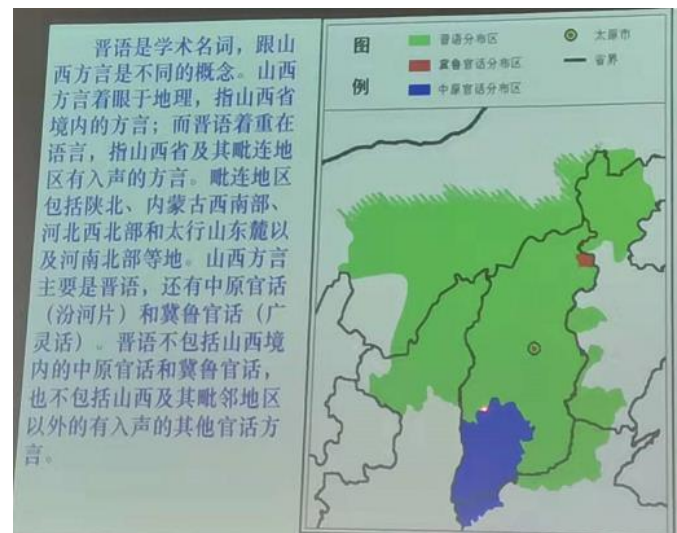 晋语是学术名词，跟山
西方言是不同的概念。山西
方言着眼于地理，指山西省
境内的方言；而晋语着重在
语言，指山西省及其毗连地
区有入声的方言。毗连地区
包括陕北、内蒙古西南部、
河北西北部和太行山东麓以
及河南北部等地。山西方言
主要是晋语，还有中原官话
（汾河片）和冀鲁官话（广
灵话）。晋语不包括山西境
内的中原官话和冀鲁官话，
也不包括山西及其毗邻地区
以外的有入声的其他官话方
言。
图例
晋语分布区
冀鲁官话分布区
中原官话分布区
太原市
省界